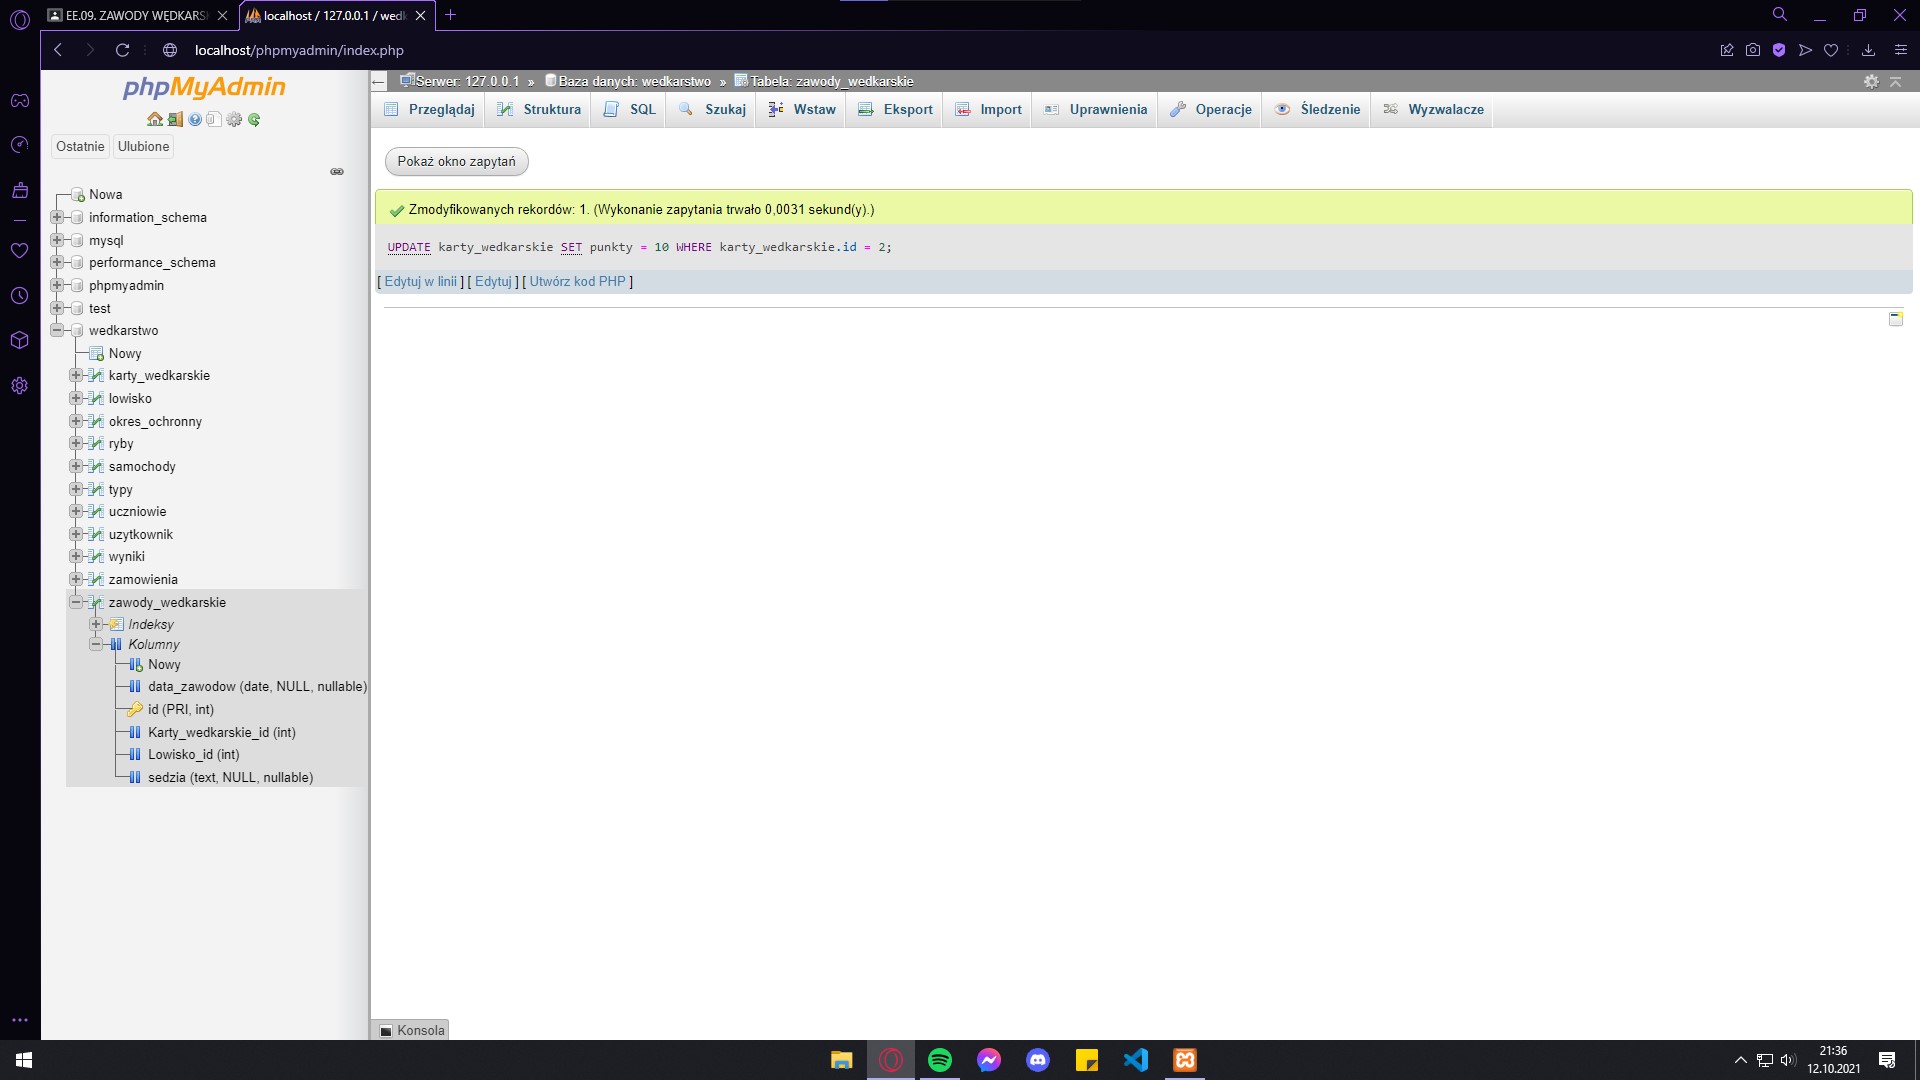 EE.09. ZAWODY WĘDKARSK
localhost / 127.0.0.1 / wedk
localhost/phpmyadmin/index.php
phpMyAdmin
Ostatnie
Ulubione
Nowa
information_schema
mysql
performance_schema
phpmyadmin
test
wedkarstwo
Nowy
karty_wedkarskie
lowisko
okres_ochronny
ryby
samochody
typy
uczniowie
uzytkownik
wyniki
zamowienia
zawody_wedkarskie
Indeksy
Kolumny
Nowy
data_zawodow (date, NULL, nullable)
id (PRI, int)
Karty_wedkarskie_id (int)
Lowisko_id (int)
sedzia (text, NULL, nullable)
Serwer: 127.0.0.1 » Baza danych: wedkarstwo » Tabela: zawody_wedkarskie
Przeglądaj Struktura SQL Szukaj Wstaw Eksport Import Uprawnienia Operacje Śledzenie Wyzwalacze
Pokaż okno zapytań
Zmodyfikowanych rekordów: 1. (Wykonanie zapytania trwało 0,0031 sekund(y).)
UPDATE karty_wedkarskie SET punkty = 10 WHERE karty_wedkarskie.id = 2;
[ Edytuj w linii ] [ Edytuj ] [ Utwórz kod PHP ]
Konsola
21:36
12.10.2021